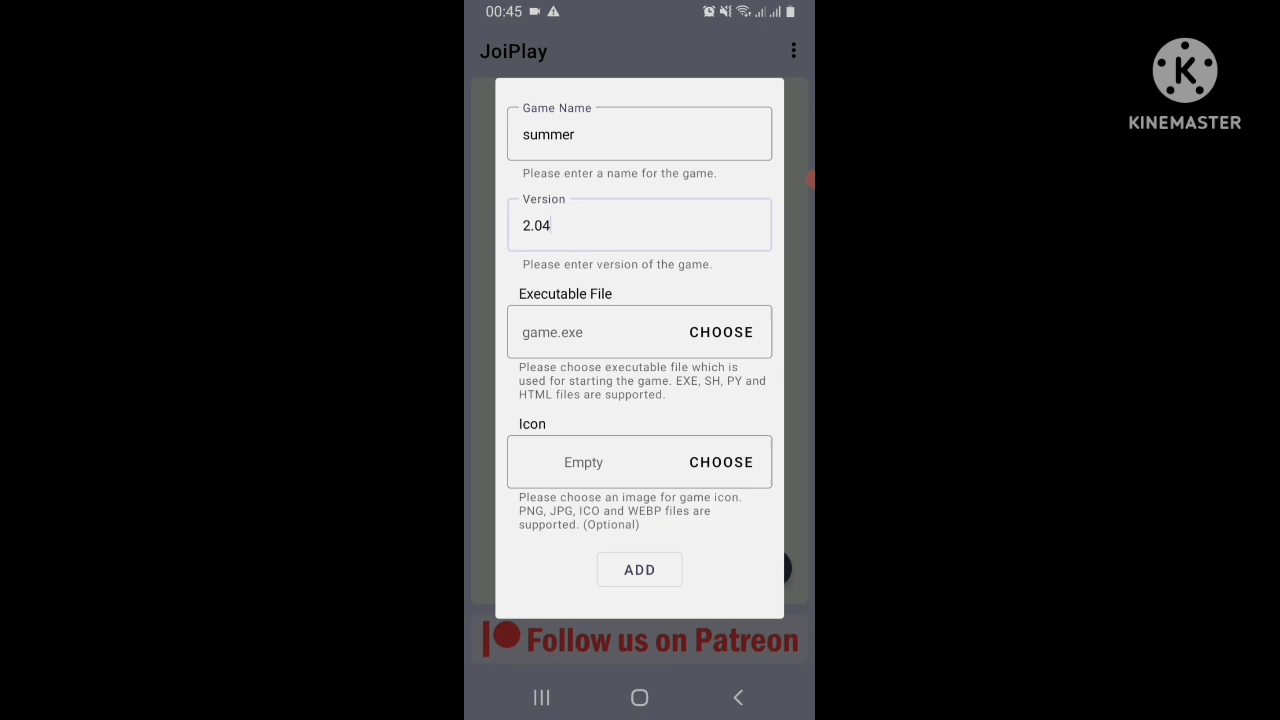 00:45
JoiPlay
KINEMASTER
Game Name
summer
Please enter a name for the game.
Version
2.04
Please enter version of the game.
Executable File
game.exe CHOOSE
Please choose executable file which is
used for starting the game. EXE, SH, PY and
HTML files are supported.
Icon
Empty CHOOSE
Please choose an image for game icon.
PNG, JPG, ICO and WEBP files are
supported. (Optional)
ADD
Follow us on Patreon